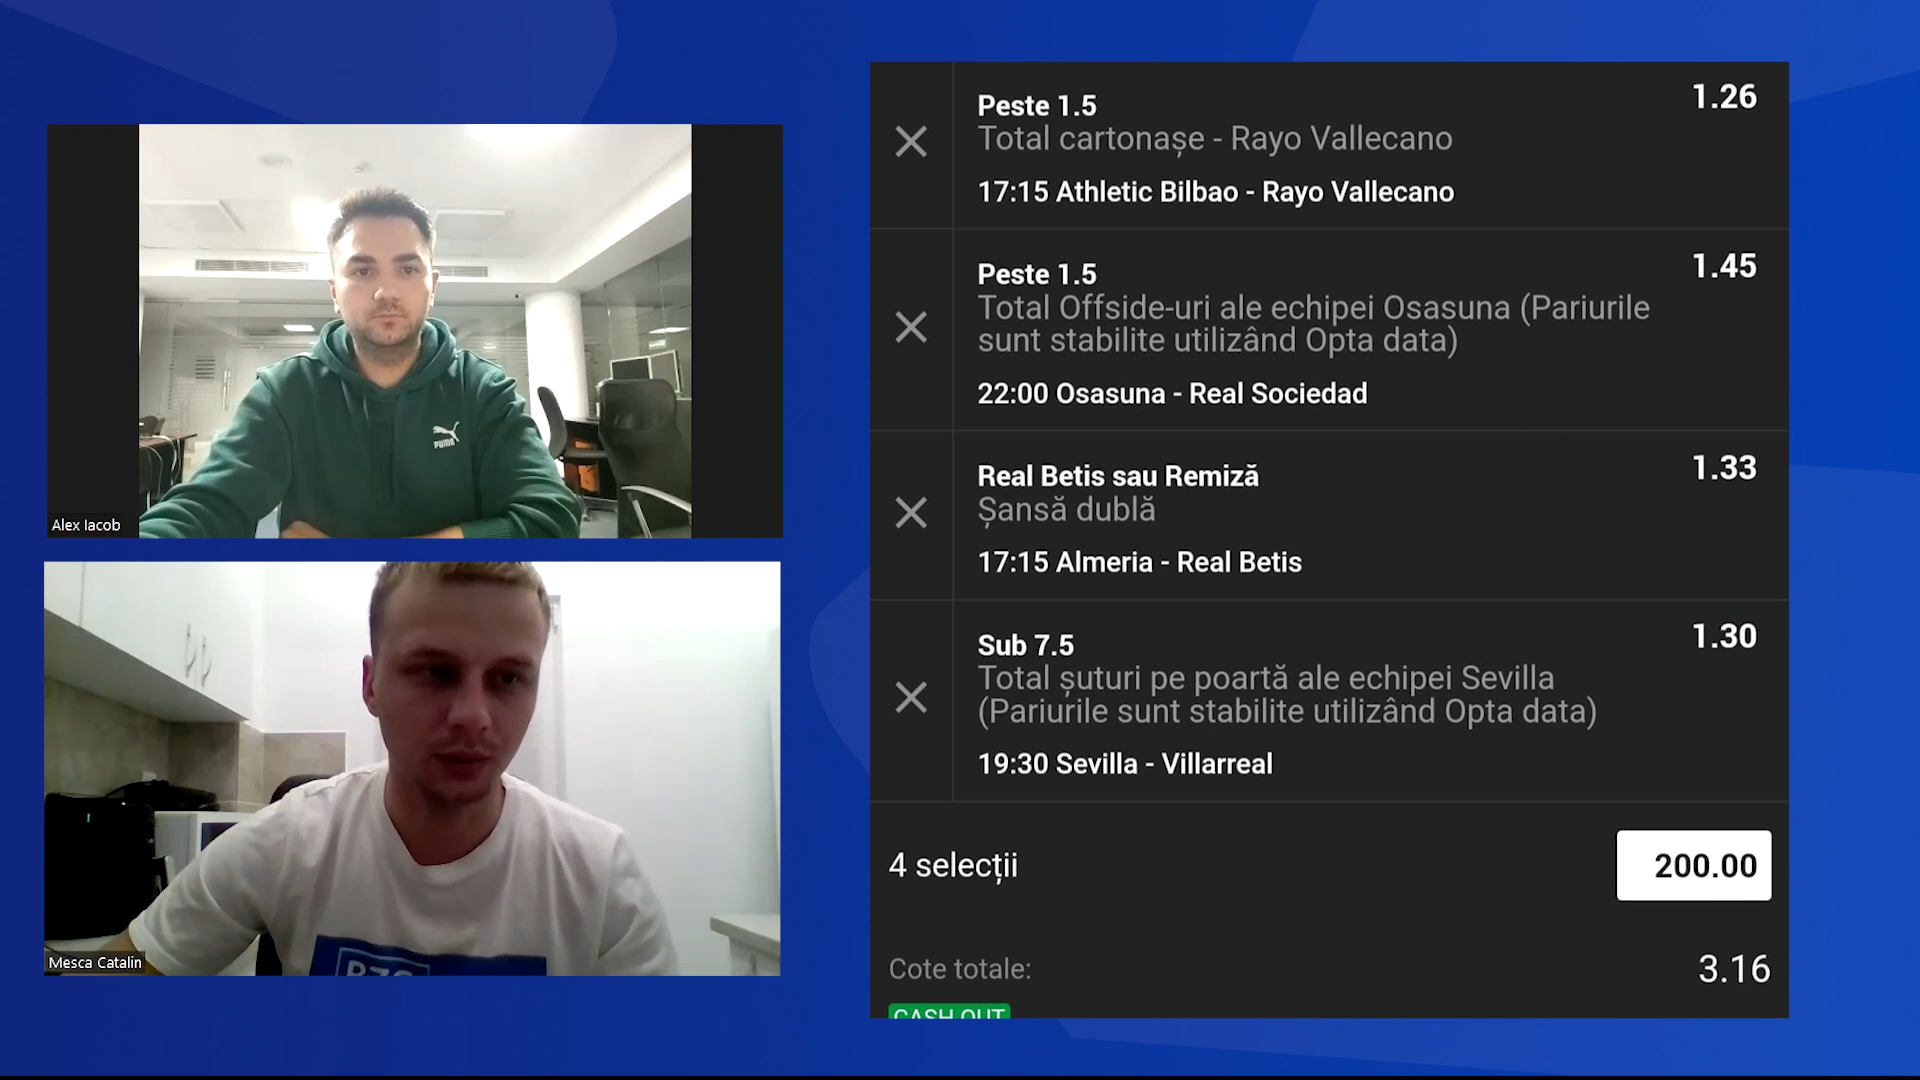 Peste 1.5
1.26
Total cartonașe - Rayo Vallecano
17:15 Athletic Bilbao - Rayo Vallecano
Peste 1.5
1.45
Total Offside-uri ale echipei Osasuna (Pariurile
sunt stabilite utilizând Opta data)
22:00 Osasuna - Real Sociedad
Real Betis sau Remiză
1.33
Șansă dublă
17:15 Almeria - Real Betis
Sub 7.5
1.30
Total șuturi pe poartă ale echipei Sevilla
(Pariurile sunt stabilite utilizând Opta data)
19:30 Sevilla - Villarreal
4 selecții
200.00
Cote totale:
3.16
CASH OUT
PUMA
Alex Iacob
Mesca Catalin